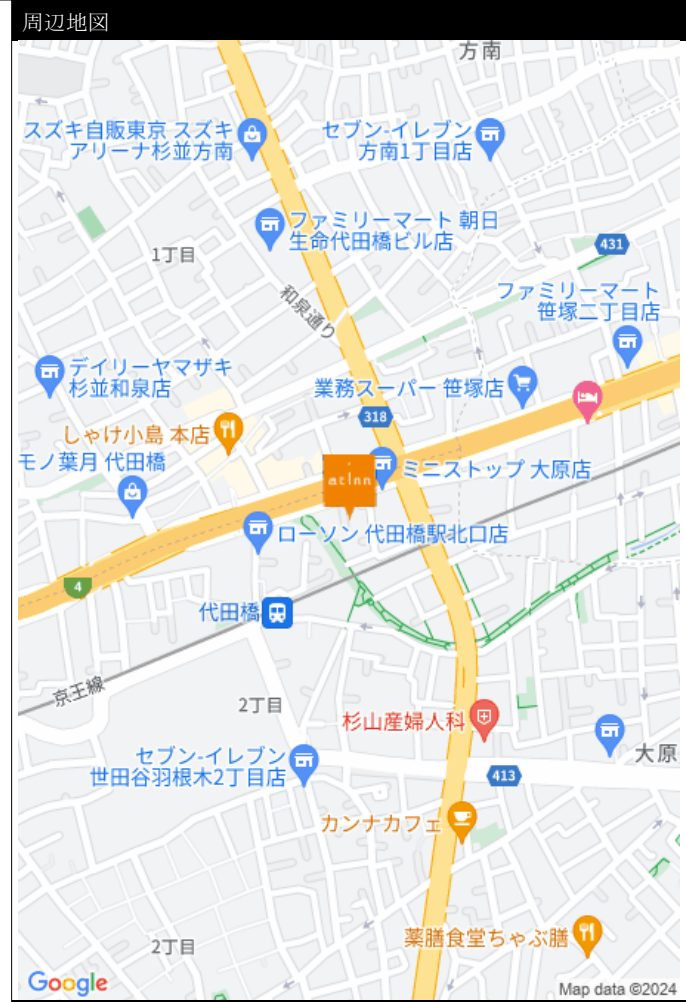 周辺地図
方南
スズキ自販東京 スズキ
アリーナ杉並方南
セブン-イレブン
方南1丁目店
ファミリーマート 朝日
生命代田橋ビル店
431
1丁目
ファミリーマート
笹塚二丁目店
和泉通り
デイリーヤマザキ
杉並和泉店
業務スーパー 笹塚店
318
しゃけ小島 本店
モノ葉月 代田橋
at inn
ミニストップ 大原店
ローソン 代田橋駅北口店
4
代田橋
京王線
2丁目
杉山産婦人科
大原
セブン-イレブン
世田谷羽根木2丁目店
413
カンナカフェ
薬膳食堂ちゃぶ膳
2丁目
Google
Map data ©2024